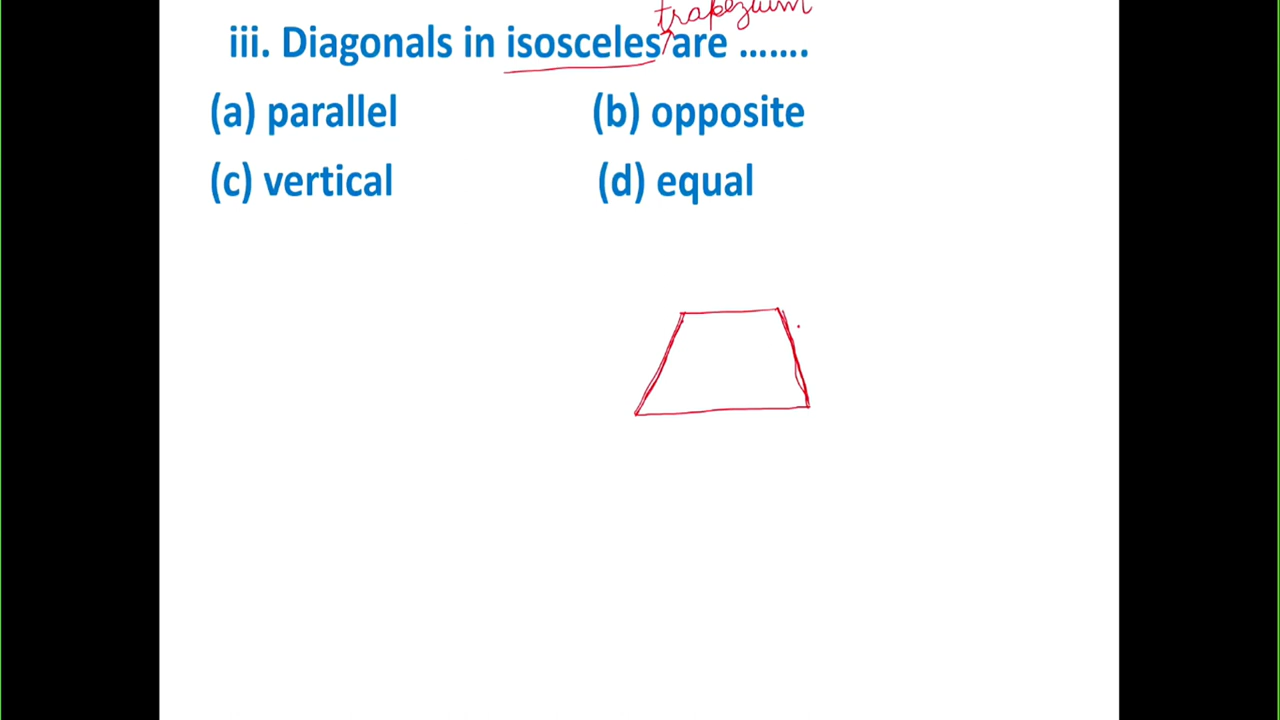 trapezium
iii. Diagonals in isosceles are …….
(a) parallel (b) opposite
(c) vertical (d) equal